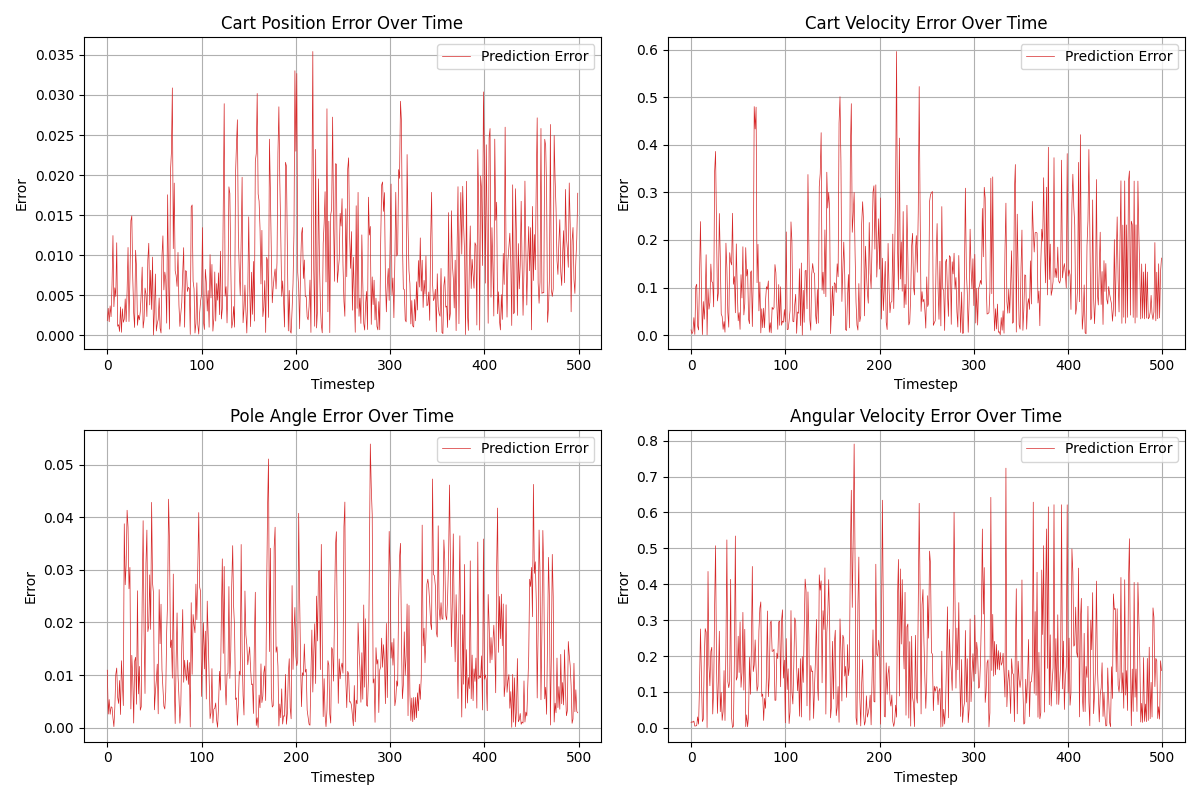 Cart Position Error Over Time
Prediction Error
Error
0.035
0.030
0.025
0.020
0.015
0.010
0.005
0.000
0 100 200 300 400 500
Timestep
Cart Velocity Error Over Time
Prediction Error
Error
0.6
0.5
0.4
0.3
0.2
0.1
0.0
0 100 200 300 400 500
Timestep
Pole Angle Error Over Time
Prediction Error
Error
0.05
0.04
0.03
0.02
0.01
0.00
0 100 200 300 400 500
Timestep
Angular Velocity Error Over Time
Prediction Error
Error
0.8
0.7
0.6
0.5
0.4
0.3
0.2
0.1
0.0
0 100 200 300 400 500
Timestep